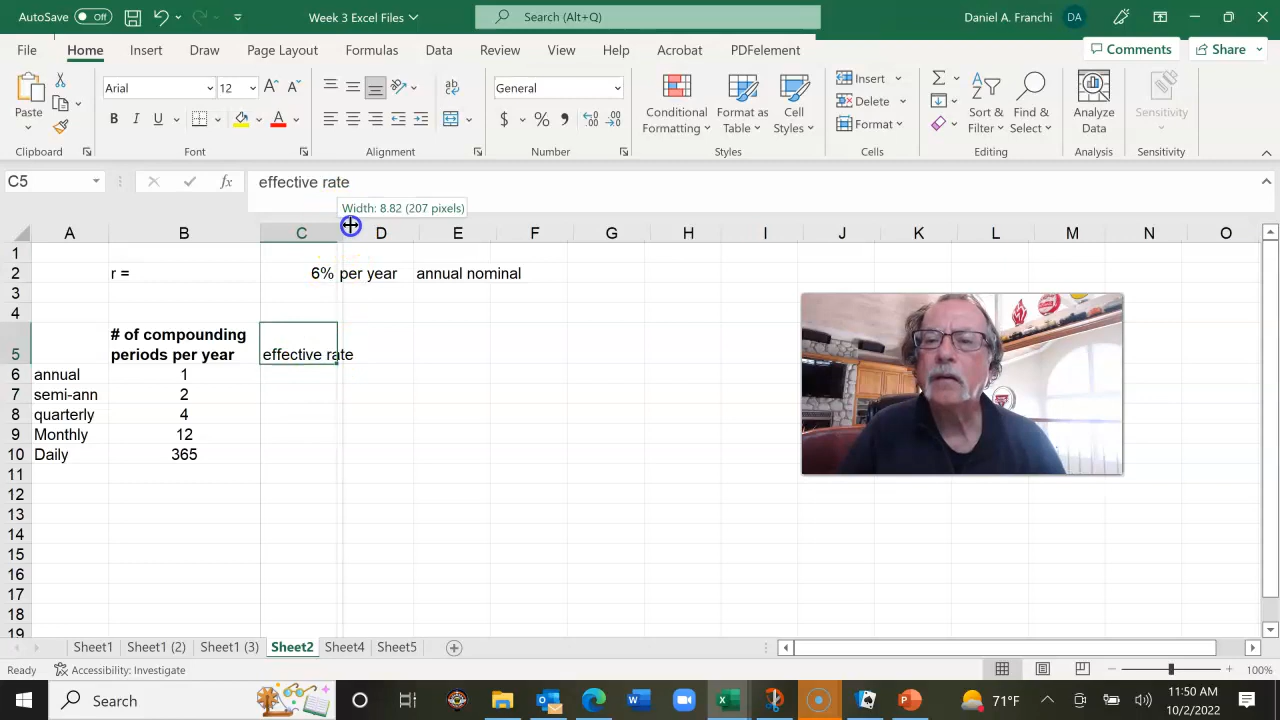 AutoSave Off Week 3 Excel Files Search (Alt+Q) Daniel A. Franchi DA
File Home Insert Draw Page Layout Formulas Data Review View Help Acrobat PDFelement Comments Share
Arial 12 General Insert
Paste B I U $ % Conditional Formatting Format as Table Cell Styles Delete Format Sort & Filter Find & Select Analyze Data Sensitivity
Clipboard Font Alignment Number Styles Cells Editing Analysis Sensitivity
C5 fx effective rate
Width: 8.82 (207 pixels)
A B C D E F G H I J K L M N O
1
2 r = 6% per year annual nominal
3
4
# of compounding
5 periods per year effective rate
6 annual 1
7 semi-ann 2
8 quarterly 4
9 Monthly 12
10 Daily 365
11
12
13
14
15
16
17
18
19
Sheet1 Sheet1 (2) Sheet1 (3) Sheet2 Sheet4 Sheet5
Ready Accessibility: Investigate 100%
Search 71°F 11:50 AM
10/2/2022